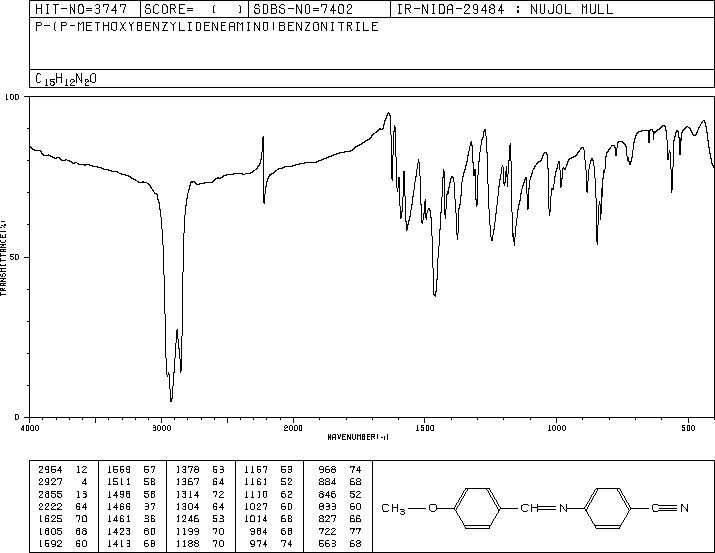 HIT-NO=3747 SCORE= ( ) SDBS-NO=7402 IR-NIDA-29484 : NUJOL MULL
P-(P-METHOXYBENZYLIDENEAMINO)BENZONITRILE
C15H12N2O
100
50
0
TRANSMITTANCE(%)
4000 3000 2000 1500 1000 500
WAVENUMBER(-1)
2954 12 1569 57 1378 53 1167 53 968 74
2927 4 1511 58 1367 64 1161 52 884 68
2855 13 1498 58 1314 72 1110 62 846 52
2222 64 1466 37 1304 64 1027 60 839 60
1625 70 1461 36 1246 53 1014 68 827 66
1605 68 1423 60 1199 70 984 68 722 77
1592 60 1413 68 1188 70 974 74 563 68
CH3 O CH N C N